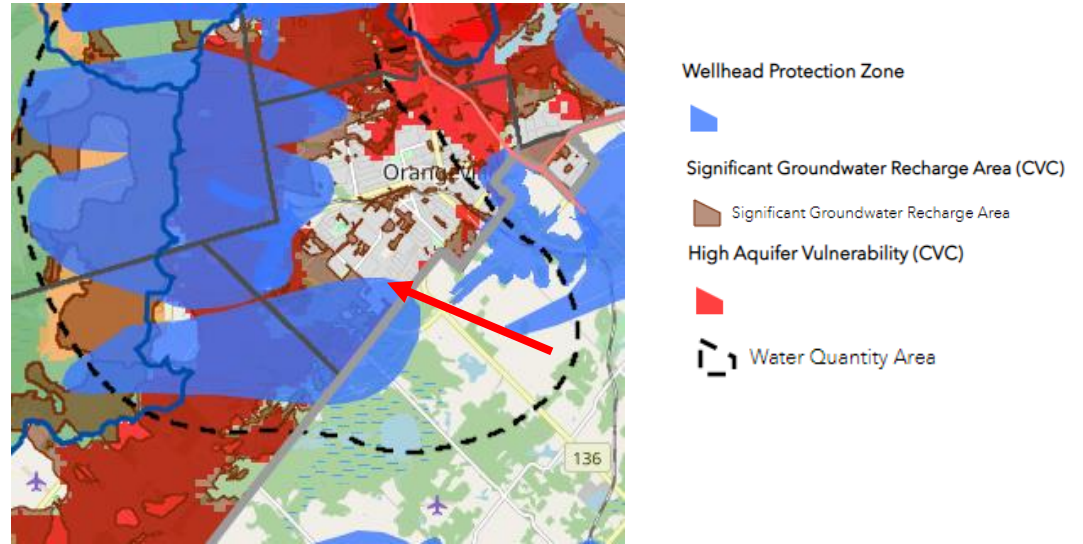 Orangevil
136
Wellhead Protection Zone
Significant Groundwater Recharge Area (CVC)
Significant Groundwater Recharge Area
High Aquifer Vulnerability (CVC)
Water Quantity Area